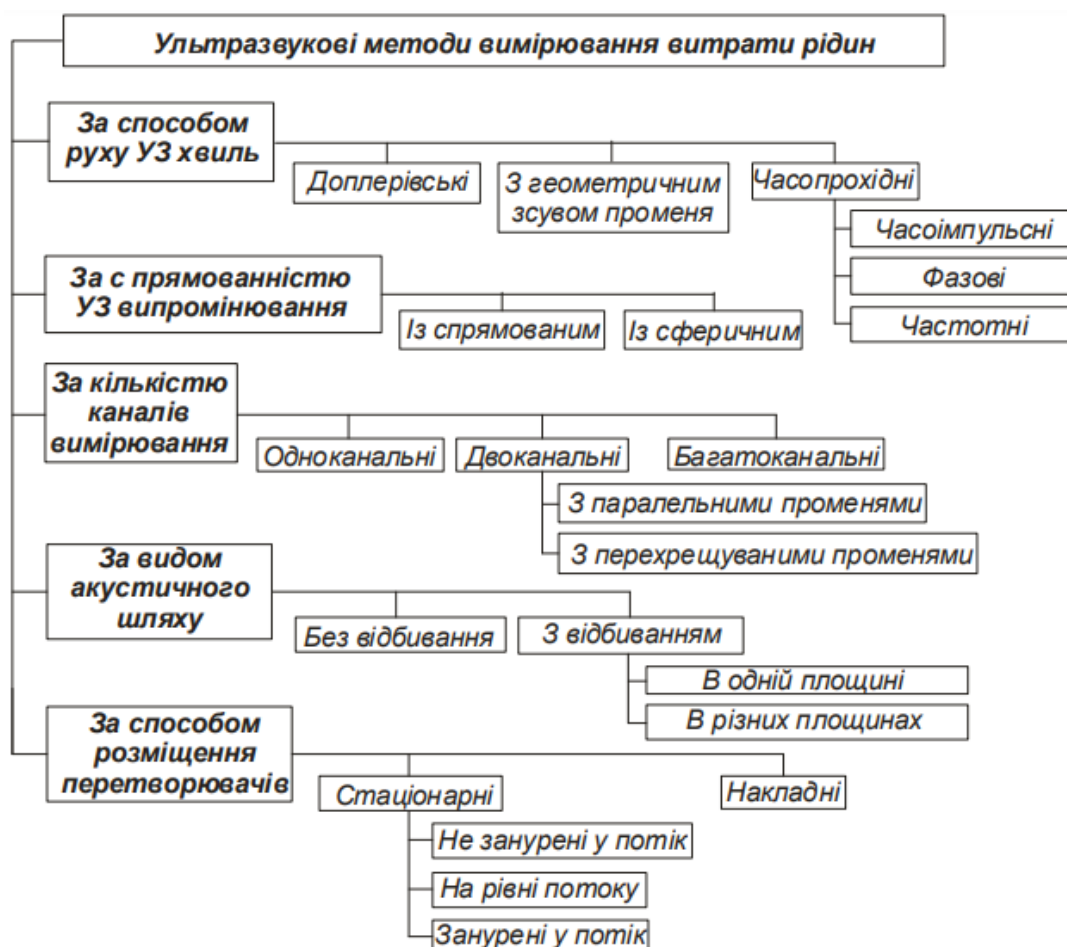 Ультразвукові методи вимірювання витрати рідин
За способом
руху УЗ хвиль
Доплерівські
З геометричним
зсувом променя
Часопрохідні
Часоімпульсні
Фазові
Частотні
За с прямованністю
УЗ випромінювання
Із спрямованим
Із сферичним
За кількістю
каналів
вимірювання
Одноканальні
Двоканальні
Багатоканальні
З паралельними променями
З перехрещуваними променями
За видом
акустичного
шляху
Без відбивання
З відбиванням
В одній площині
В різних площинах
За способом
розміщення
перетворювачів
Стаціонарні
Накладні
Не занурені у потік
На рівні потоку
Занурені у потік